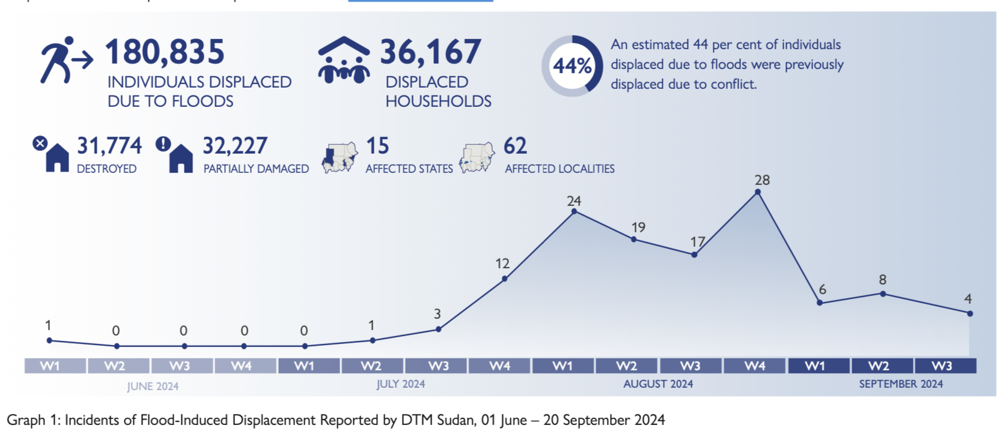 180,835
INDIVIDUALS DISPLACED
DUE TO FLOODS
36,167
DISPLACED
HOUSEHOLDS
44%
An estimated 44 per cent of individuals
displaced due to floods were previously
displaced due to conflict.
31,774
DESTROYED
32,227
PARTIALLY DAMAGED
15
AFFECTED STATES
62
AFFECTED LOCALITIES
1
0
0
0
0
1
3
12
24
19
17
28
6
8
4
W1 W2 W3 W4 W1 W2 W3 W4 W1 W2 W3 W4 W1 W2 W3
JUNE 2024 JULY 2024 AUGUST 2024 SEPTEMBER 2024
Graph 1: Incidents of Flood-Induced Displacement Reported by DTM Sudan, 01 June – 20 September 2024